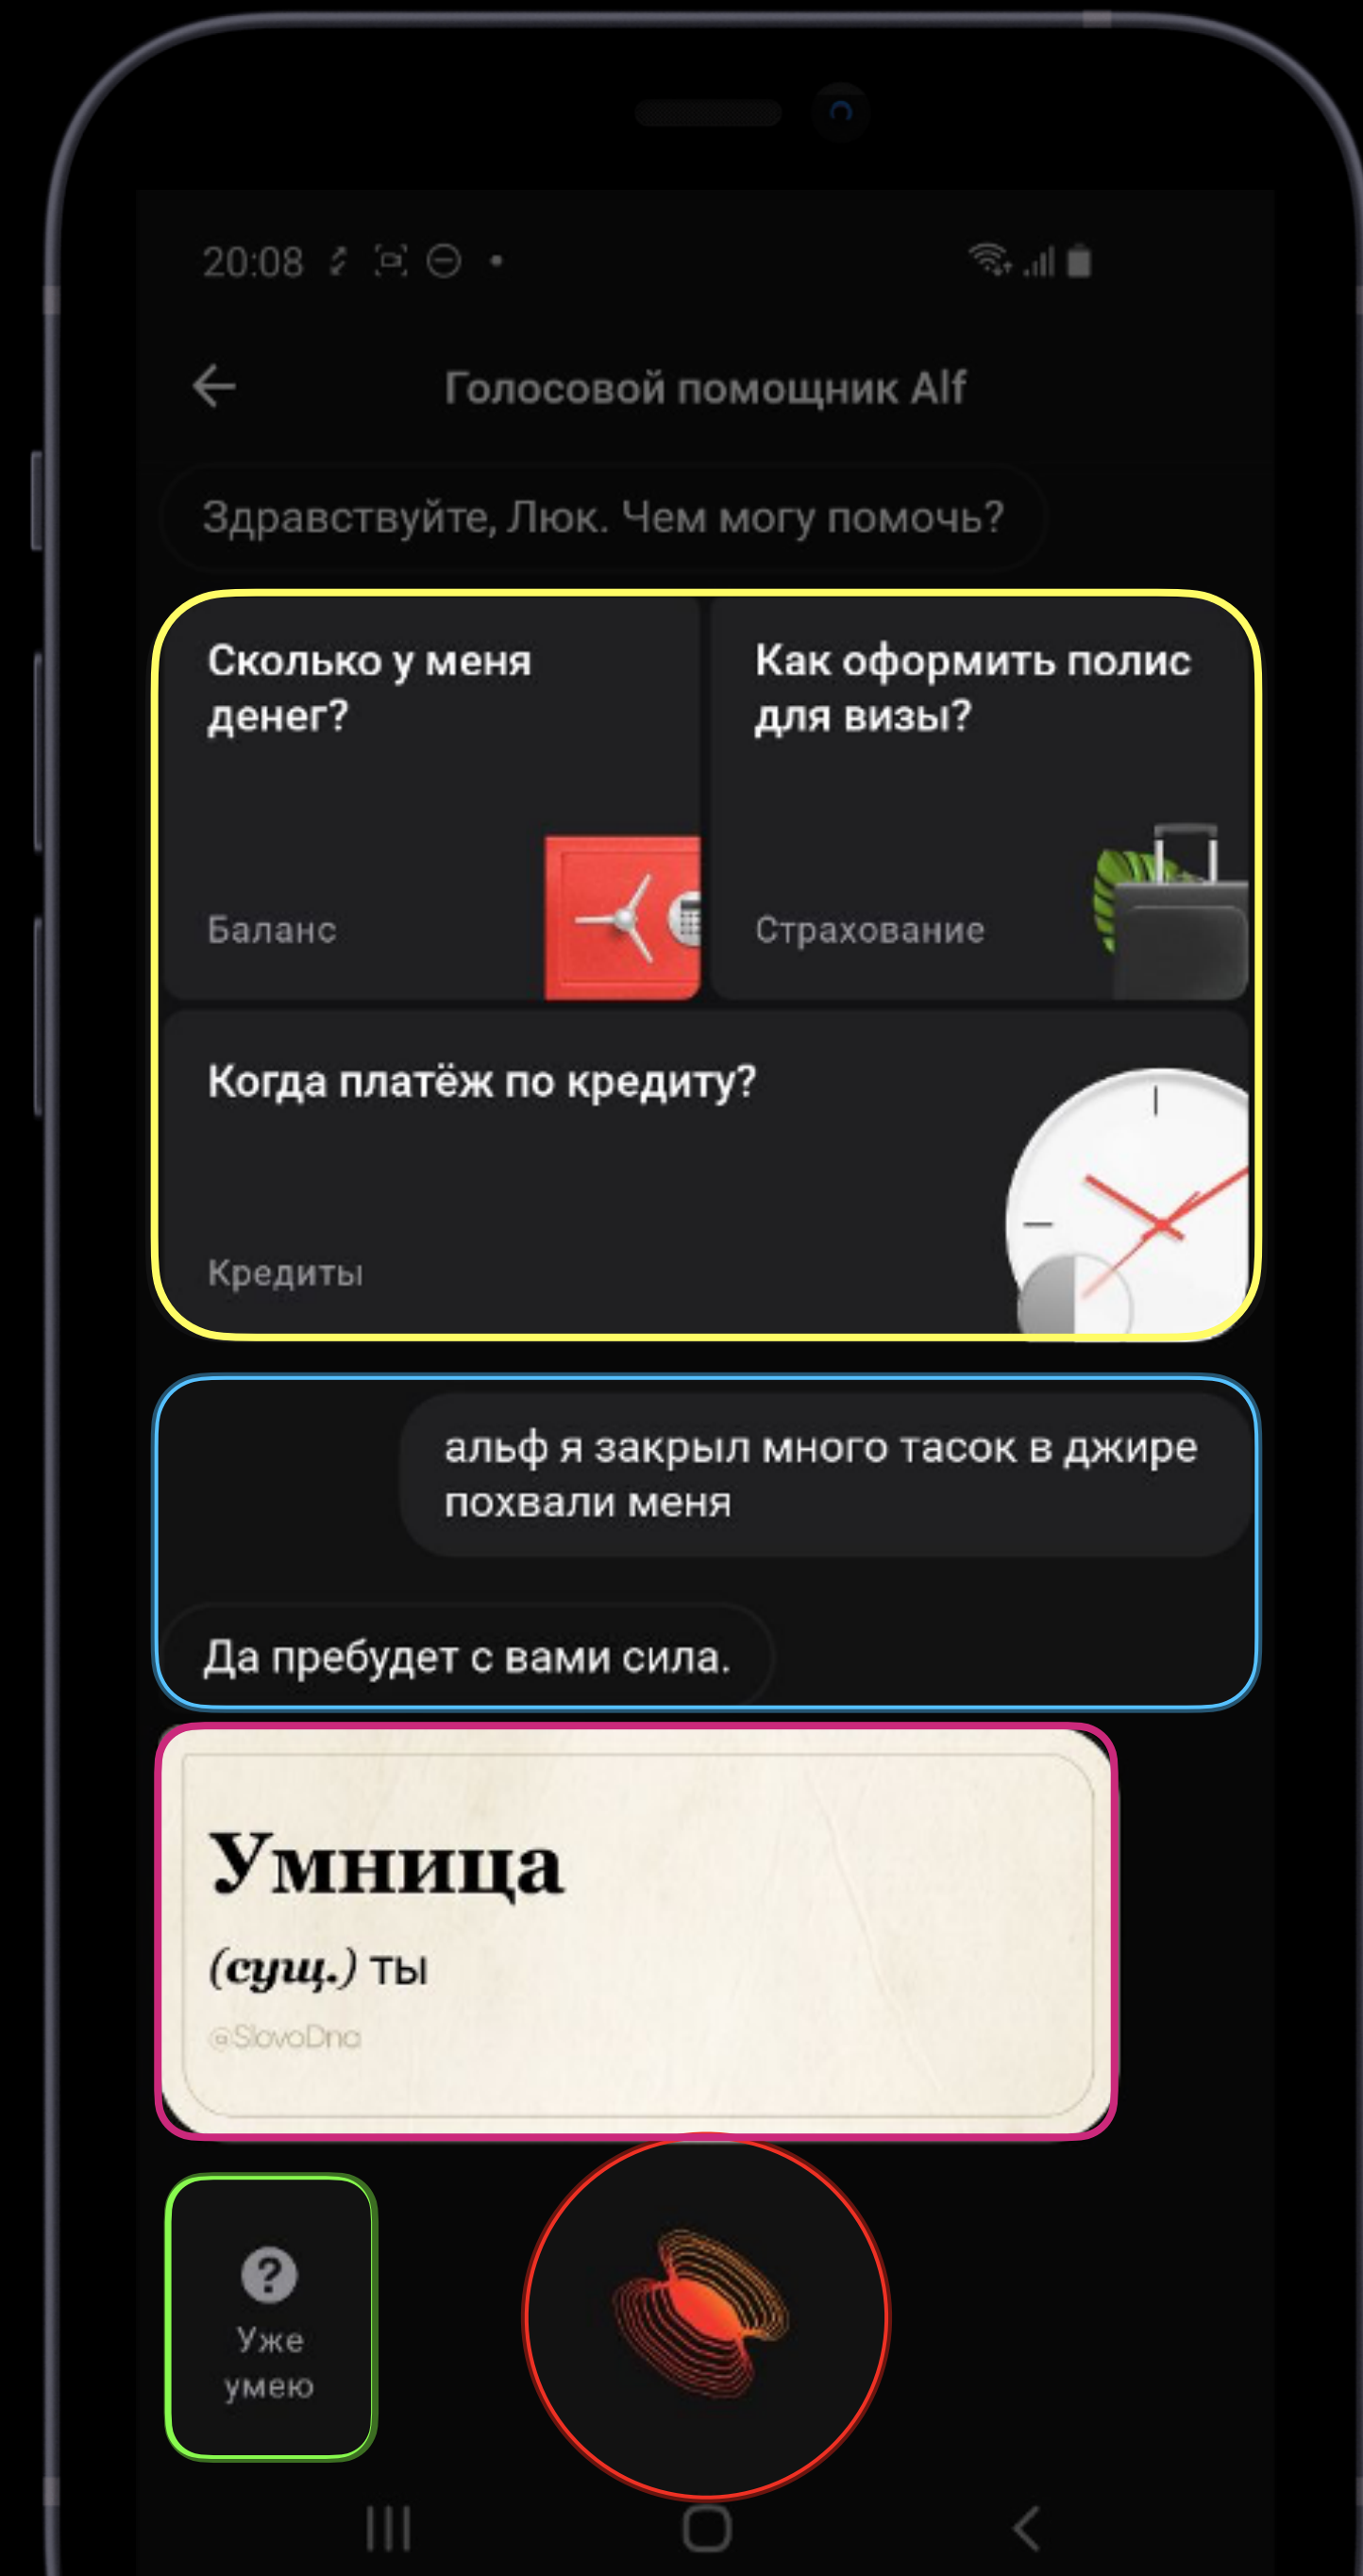 20:08
Голосовой помощник Alf
Здравствуйте, Люк. Чем могу помочь?
Сколько у меня
денег?
Баланс
Как оформить полис
для визы?
Страхование
Когда платёж по кредиту?
Кредиты
альф я закрыл много тасок в джире
похвали меня
Да пребудет с вами сила.
Умница
(сущ.) ты
@SlovoDna
?
Уже
умею